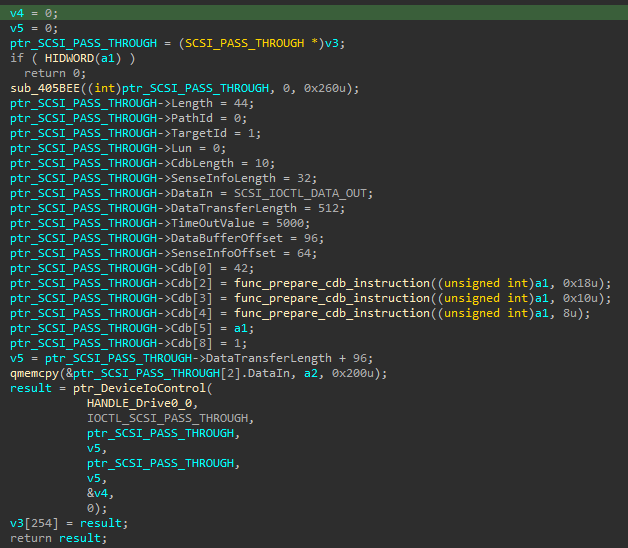 v4 = 0;
v5 = 0;
ptr_SCSI_PASS_THROUGH = (SCSI_PASS_THROUGH *)v3;
if ( HIDWORD(a1) )
  return 0;
sub_405BEE((int)ptr_SCSI_PASS_THROUGH, 0, 0x260u);
ptr_SCSI_PASS_THROUGH->Length = 44;
ptr_SCSI_PASS_THROUGH->PathId = 0;
ptr_SCSI_PASS_THROUGH->TargetId = 1;
ptr_SCSI_PASS_THROUGH->Lun = 0;
ptr_SCSI_PASS_THROUGH->CdbLength = 10;
ptr_SCSI_PASS_THROUGH->SenseInfoLength = 32;
ptr_SCSI_PASS_THROUGH->DataIn = SCSI_IOCTL_DATA_OUT;
ptr_SCSI_PASS_THROUGH->DataTransferLength = 512;
ptr_SCSI_PASS_THROUGH->TimeOutValue = 5000;
ptr_SCSI_PASS_THROUGH->DataBufferOffset = 96;
ptr_SCSI_PASS_THROUGH->SenseInfoOffset = 64;
ptr_SCSI_PASS_THROUGH->Cdb[0] = 42;
ptr_SCSI_PASS_THROUGH->Cdb[2] = func_prepare_cdb_instruction((unsigned int)a1, 0x18u);
ptr_SCSI_PASS_THROUGH->Cdb[3] = func_prepare_cdb_instruction((unsigned int)a1, 0x10u);
ptr_SCSI_PASS_THROUGH->Cdb[4] = func_prepare_cdb_instruction((unsigned int)a1, 8u);
ptr_SCSI_PASS_THROUGH->Cdb[5] = a1;
ptr_SCSI_PASS_THROUGH->Cdb[8] = 1;
v5 = ptr_SCSI_PASS_THROUGH->DataTransferLength + 96;
qmemcpy(&ptr_SCSI_PASS_THROUGH[2].DataIn, a2, 0x200u);
result = ptr_DeviceIoControl(
           HANDLE_Drive0_0,
           IOCTL_SCSI_PASS_THROUGH,
           ptr_SCSI_PASS_THROUGH,
           v5,
           ptr_SCSI_PASS_THROUGH,
           v5,
           &v4,
           0);
v3[254] = result;
return result;